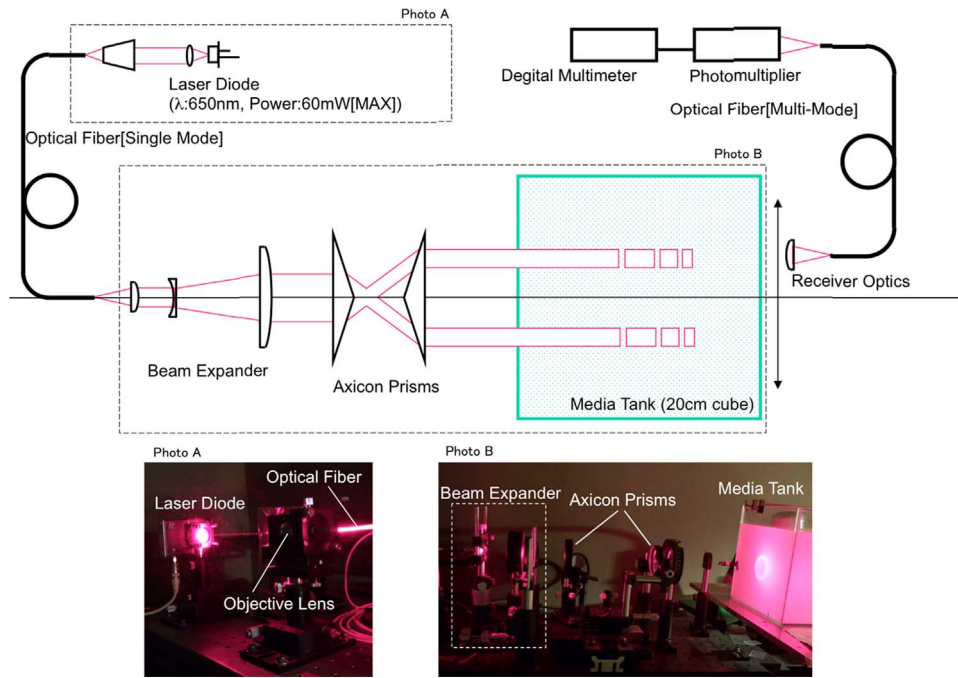 Photo A
Laser Diode
(λ:650nm, Power:60mW[MAX])
Degital Multimeter
Photomultiplier
Optical Fiber[Multi-Mode]
Optical Fiber[Single Mode]
Photo B
Receiver Optics
Beam Expander
Axicon Prisms
Media Tank (20cm cube)
Photo A
Optical Fiber
Laser Diode
Objective Lens
Photo B
Beam Expander
Axicon Prisms
Media Tank